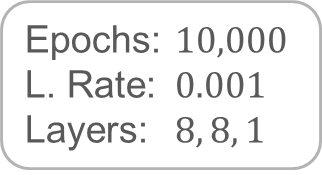 Epochs: 10,000
L. Rate: 0.001
Layers: 8, 8, 1